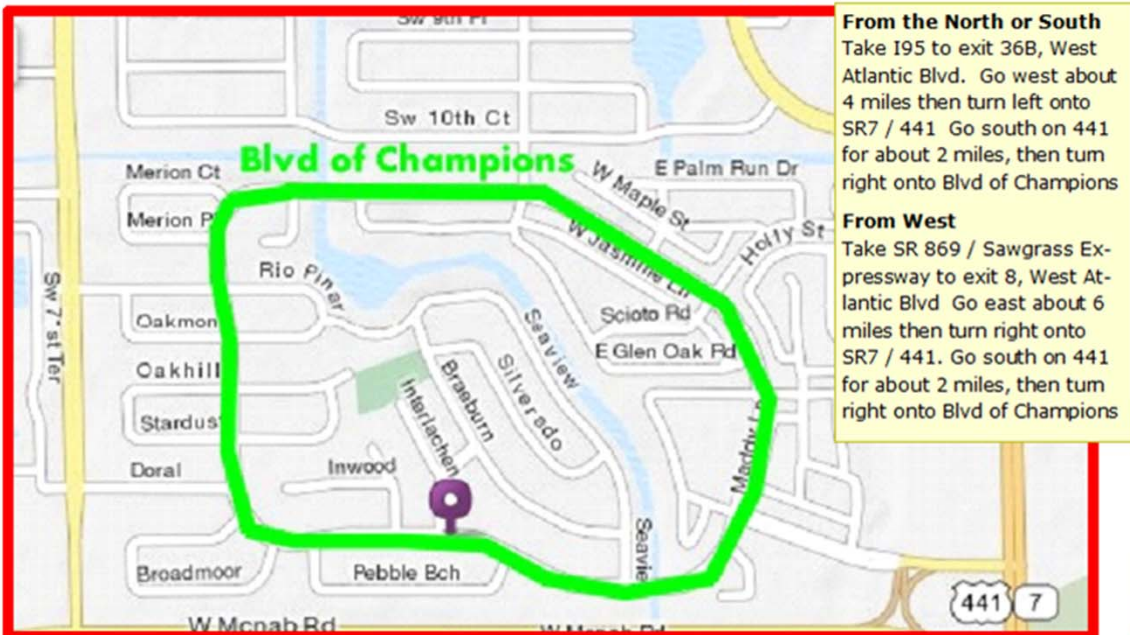 Sw 9th Pl
Sw 10th Ct
Blvd of Champions
Merion Ct
W Maple St
E Palm Run Dr
Merion P
W Jasmine Ln
Holly St
Rio Pinar
Sw 7 st Ter
Oakmon
Scioto Rd
Seaview
E Glen Oak Rd
Oakhill
Braeburn
Silverado
Interlachen
Stardus
Maddy L
Doral
Inwood
Seavie
Broadmoor
Pebble Bch
441
7
W Mcnab Rd
W Mcnab Rd
From the North or South
Take I95 to exit 36B, West
Atlantic Blvd. Go west about
4 miles then turn left onto
SR7 / 441 Go south on 441
for about 2 miles, then turn
right onto Blvd of Champions
From West
Take SR 869 / Sawgrass Ex-
pressway to exit 8, West At-
lantic Blvd Go east about 6
miles then turn right onto
SR7 / 441. Go south on 441
for about 2 miles, then turn
right onto Blvd of Champions